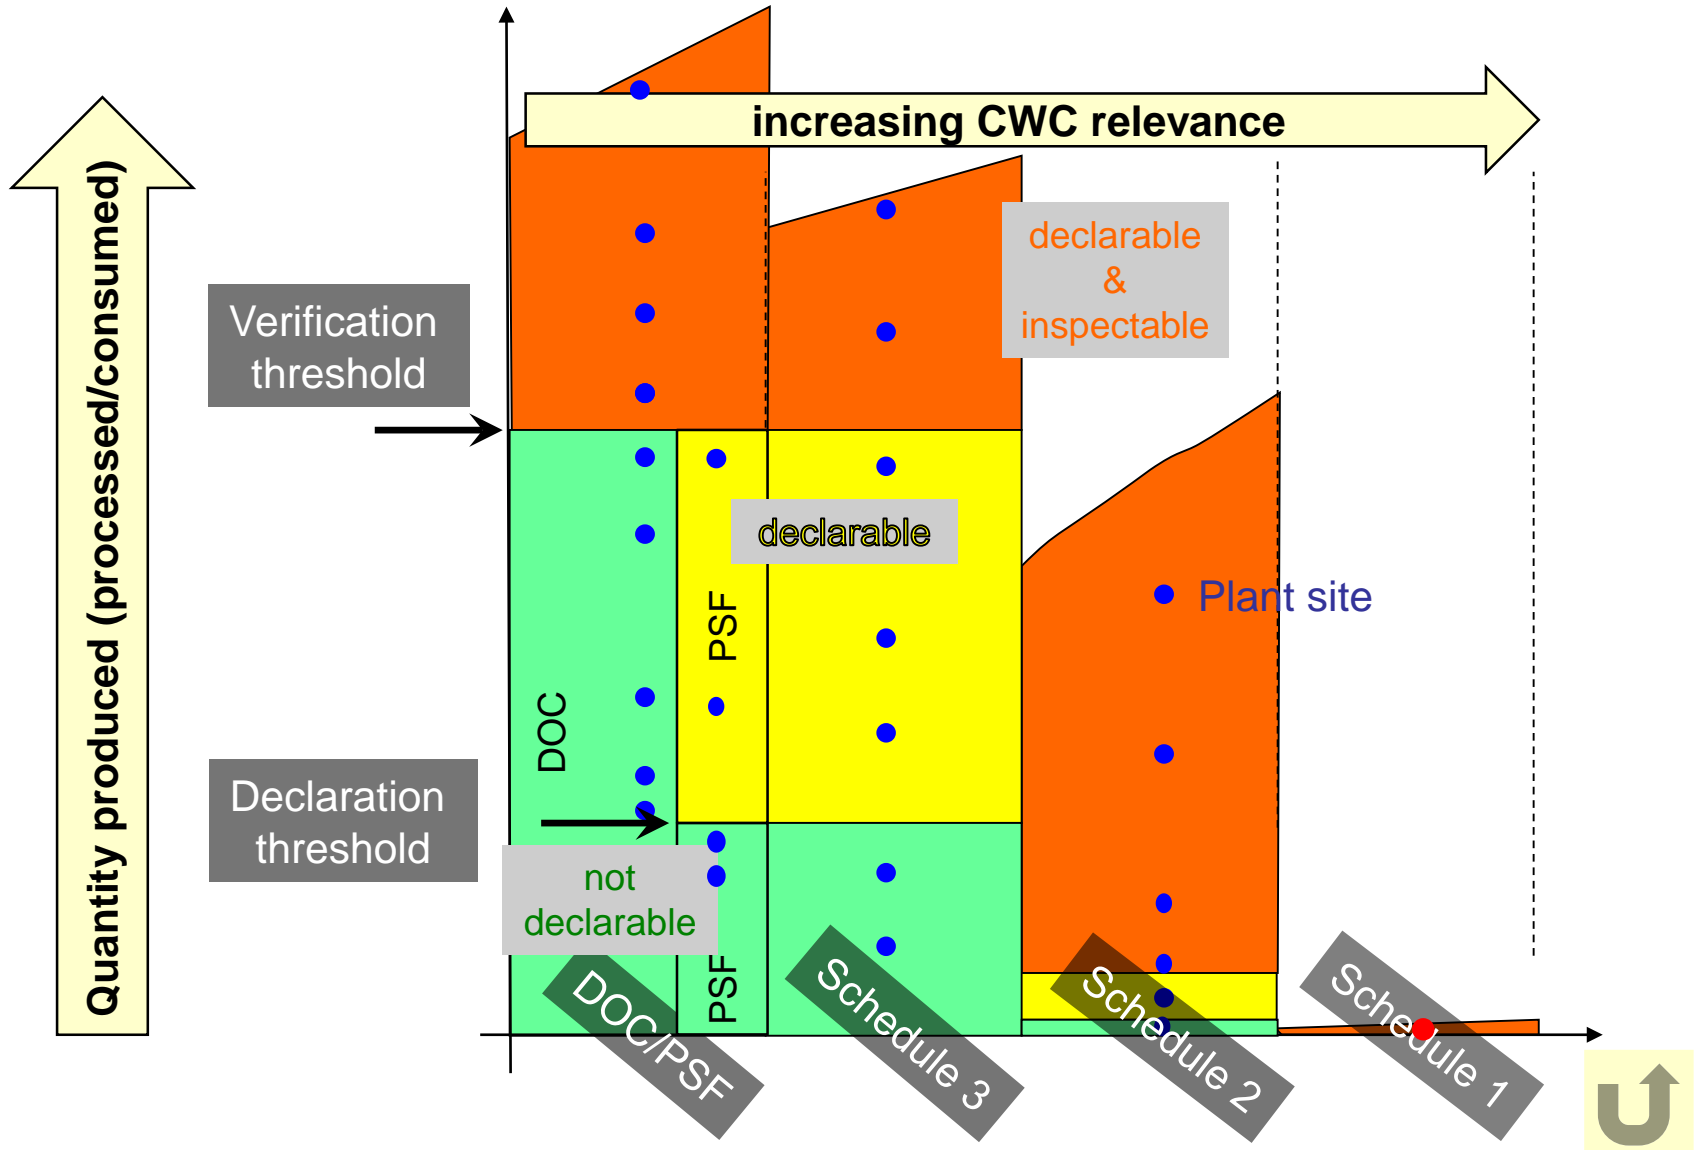 increasing CWC relevance
Quantity produced (processed/consumed)
declarable
&
inspectable
Verification
threshold
declarable
Plant site
PSF
DOC
Declaration
threshold
not
declarable
PSF
DOC/PSF
Schedule 3
Schedule 2
Schedule 1